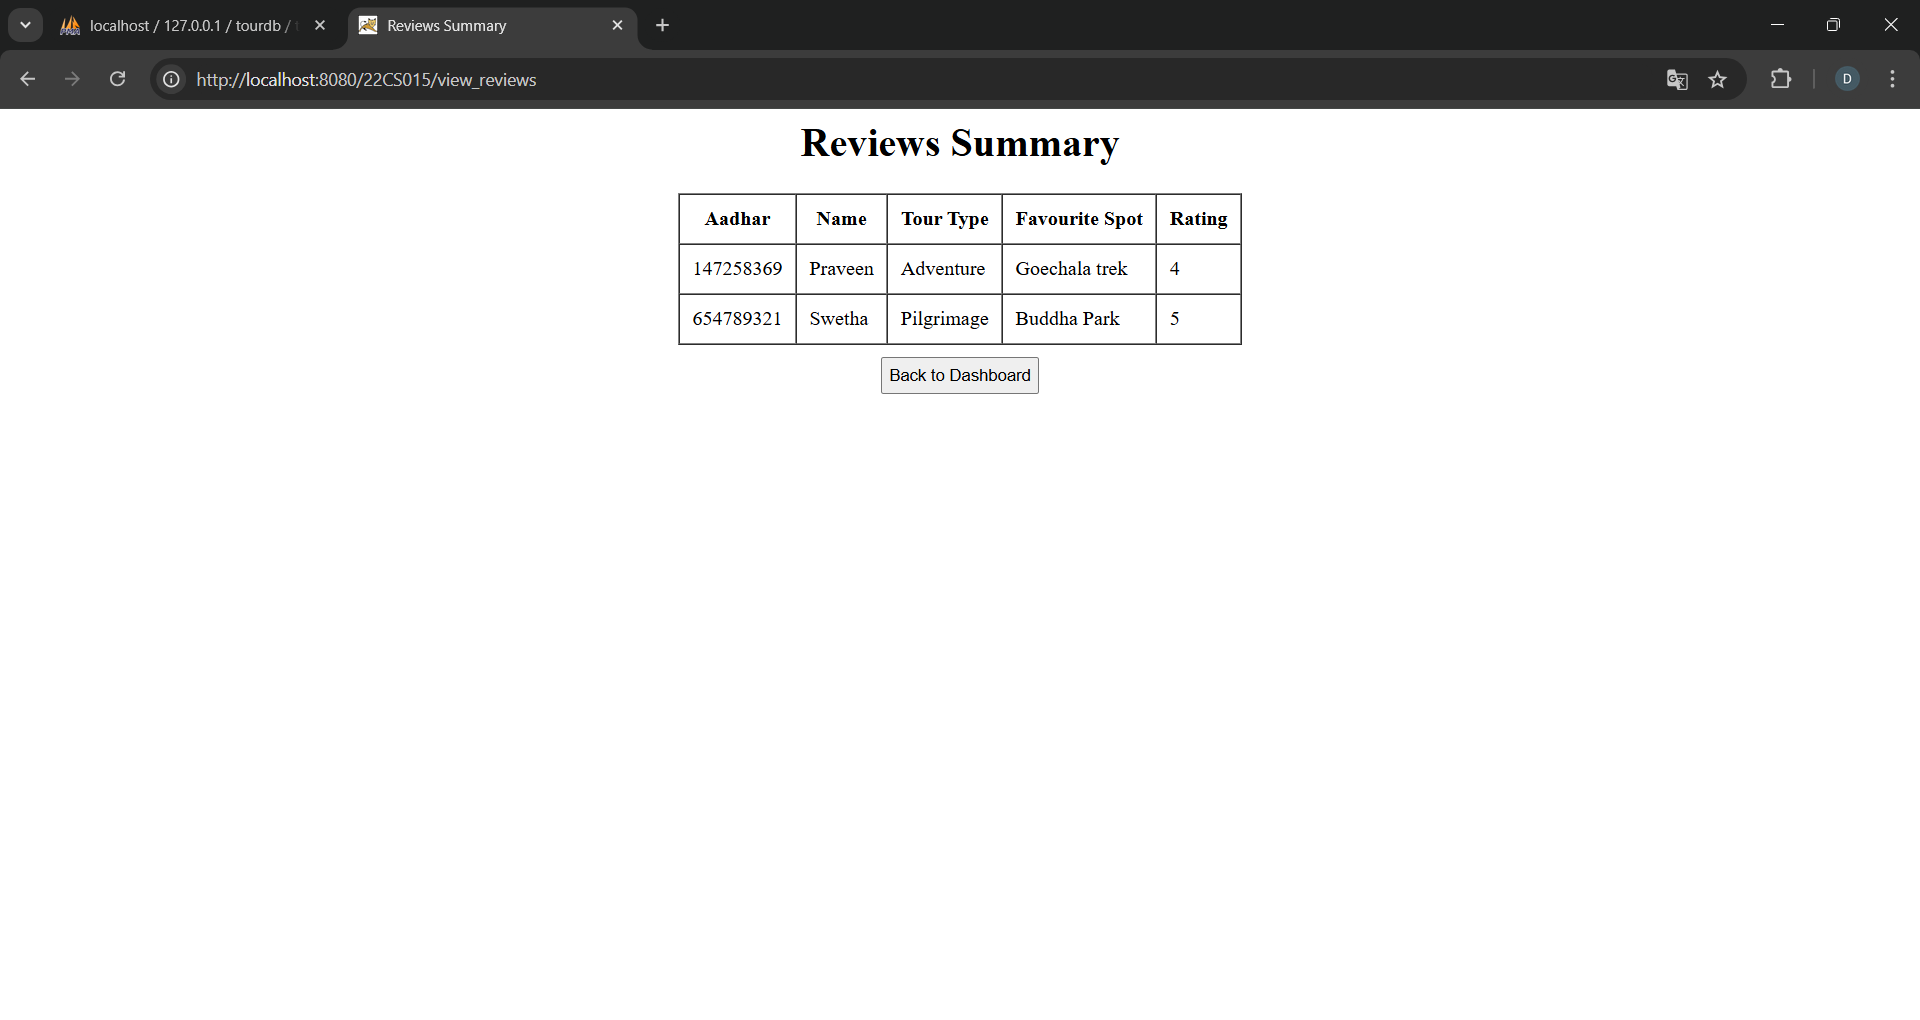 localhost / 127.0.0.1 / tourdb /
Reviews Summary
http://localhost:8080/22CS015/view_reviews
D
Reviews Summary
Aadhar Name Tour Type Favourite Spot Rating
147258369 Praveen Adventure Goechala trek 4
654789321 Swetha Pilgrimage Buddha Park 5
Back to Dashboard